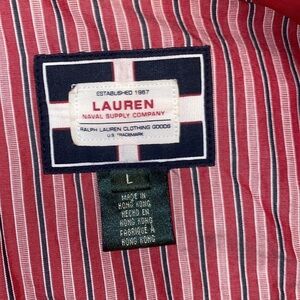 ESTABLISHED 1967
LAUREN
NAVAL SUPPLY COMPANY
RALPH LAUREN CLOTHING GOODS
U.S. TRADEMARK
L
MADE IN
HONG KONG
HECHO EN
HONG KONG
FABRIQUÉ À
HONG KONG